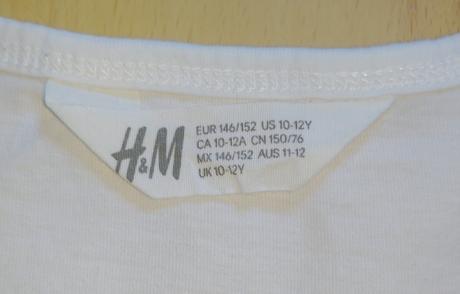 H&M
EUR 146/152 US 10-12Y
CA 10-12A CN 150/76
MX 146/152 AUS 11-12
UK 10-12Y